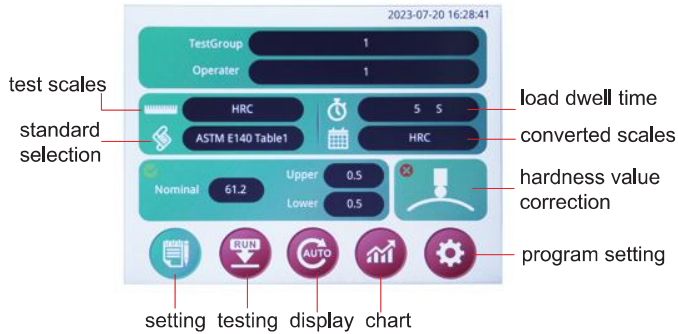 2023-07-20 16:28:41
TestGroup 1
Operater 1
test scales
HRC
5 S
load dwell time
standard
selection
ASTM E140 Table1
HRC
converted scales
Nominal 61.2
Upper 0.5
Lower 0.5
hardness value
correction
RUN
AUTO
program setting
setting testing display chart